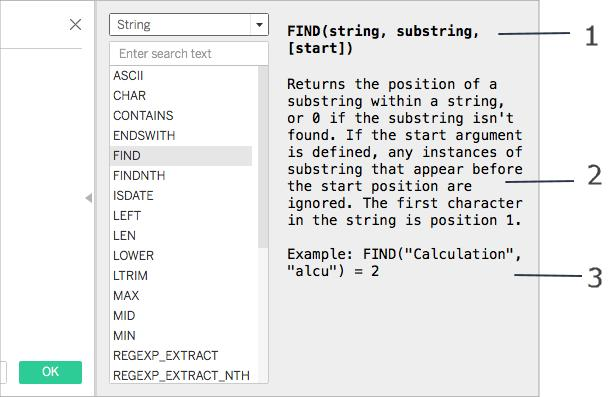 String
Enter search text
ASCII
CHAR
CONTAINS
ENDSWITH
FIND
FINDNTH
ISDATE
LEFT
LEN
LOWER
LTRIM
MAX
MID
MIN
REGEXP_EXTRACT
REGEXP_EXTRACT_NTH
OK
FIND(string, substring,
[start])
1
Returns the position of a
substring within a string,
or 0 if the substring isn't
found. If the start argument
is defined, any instances of
substring that appear before
the start position are
ignored. The first character
in the string is position 1.
2
Example: FIND("Calculation",
"alcu") = 2
3